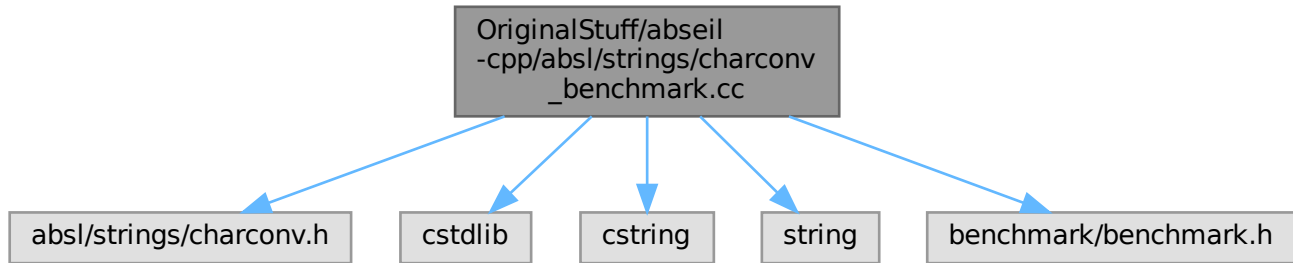 OriginalStuff/abseil
-cpp/absl/strings/charconv
_benchmark.cc
absl/strings/charconv.h
cstdlib
cstring
string
benchmark/benchmark.h